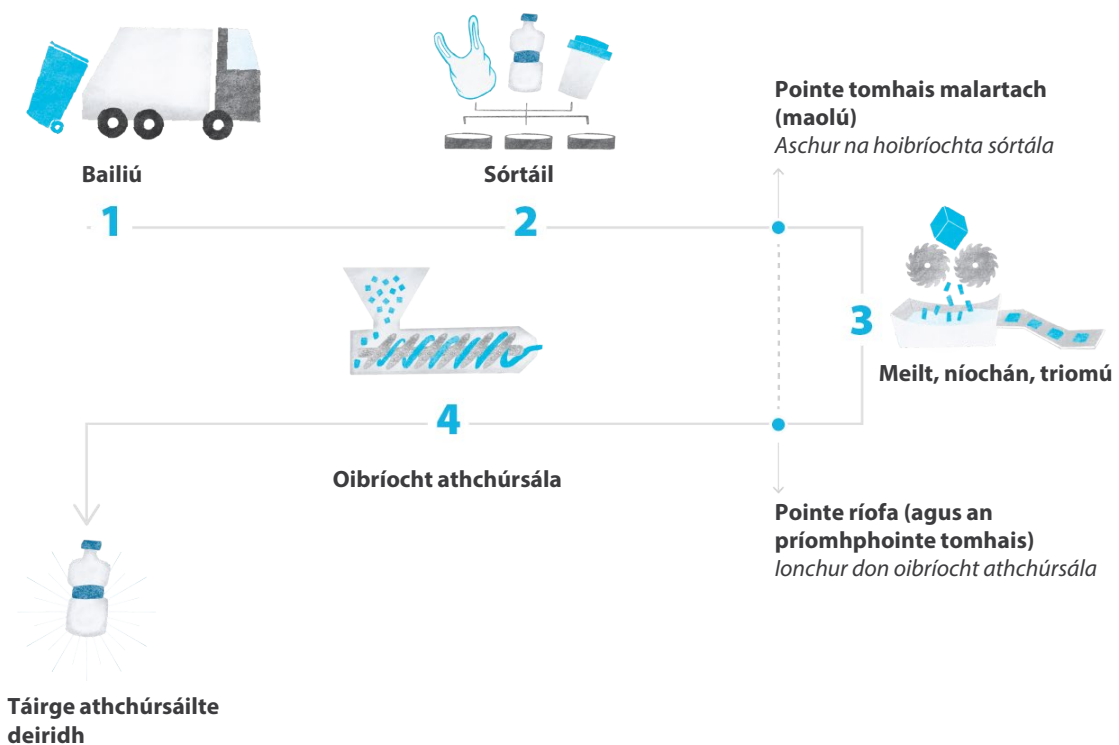 Bailiú
1
Sórtáil
2
Pointe tomhais malartach
(maolú)
Aschur na hoibríochta sórtála
3
Meilt, níochán, triomú
4
Oibríocht athchúrsála
Pointe ríofa (agus an
príomhphointe tomhais)
Ionchur don oibríocht athchúrsála
Táirge athchúrsáilte
deiridh